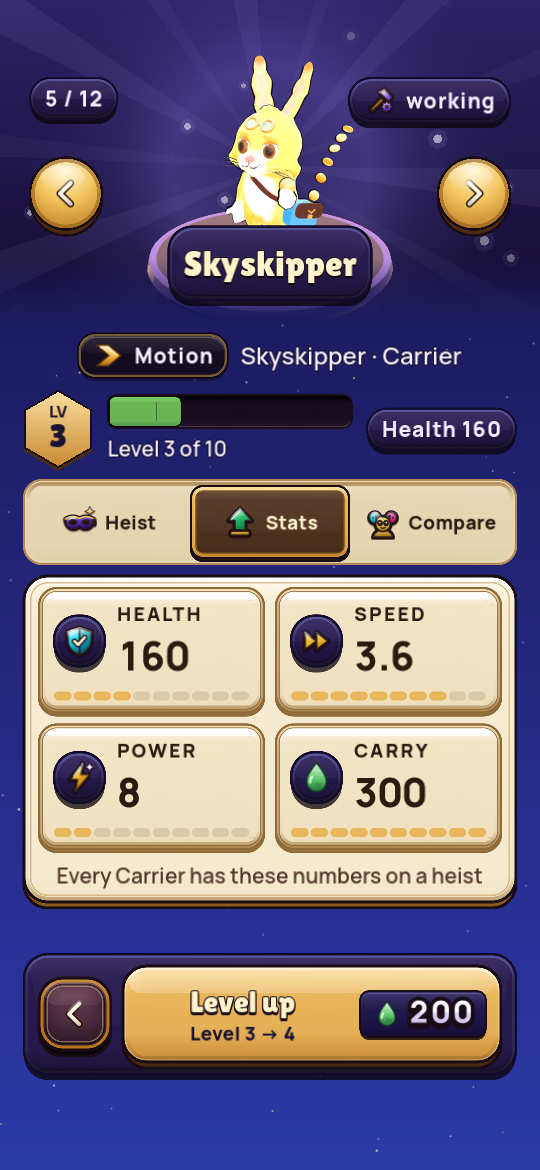 5 / 12
working
Skyskipper
Motion
Skyskipper · Carrier
LV
3
Level 3 of 10
Health 160
Heist
Stats
Compare
HEALTH
160
SPEED
3.6
POWER
8
CARRY
300
Every Carrier has these numbers on a heist
Level up
Level 3 → 4
200